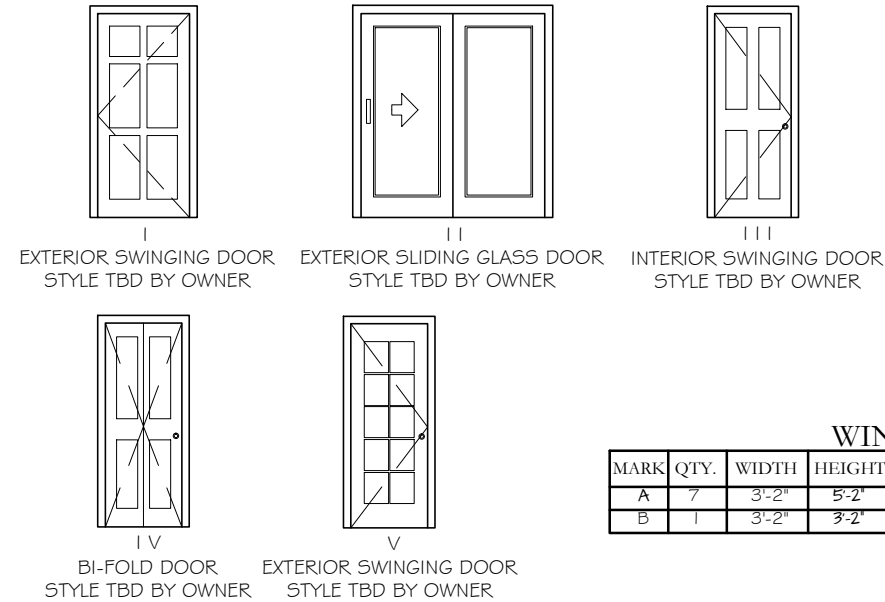 I
EXTERIOR SWINGING DOOR
STYLE TBD BY OWNER
II
EXTERIOR SLIDING GLASS DOOR
STYLE TBD BY OWNER
III
INTERIOR SWINGING DOOR
STYLE TBD BY OWNER
IV
BI-FOLD DOOR
STYLE TBD BY OWNER
V
EXTERIOR SWINGING DOOR
STYLE TBD BY OWNER
WIN
MARK QTY. WIDTH HEIGHT
A 7 3'-2" 5'-2"
B 1 3'-2" 3'-2"